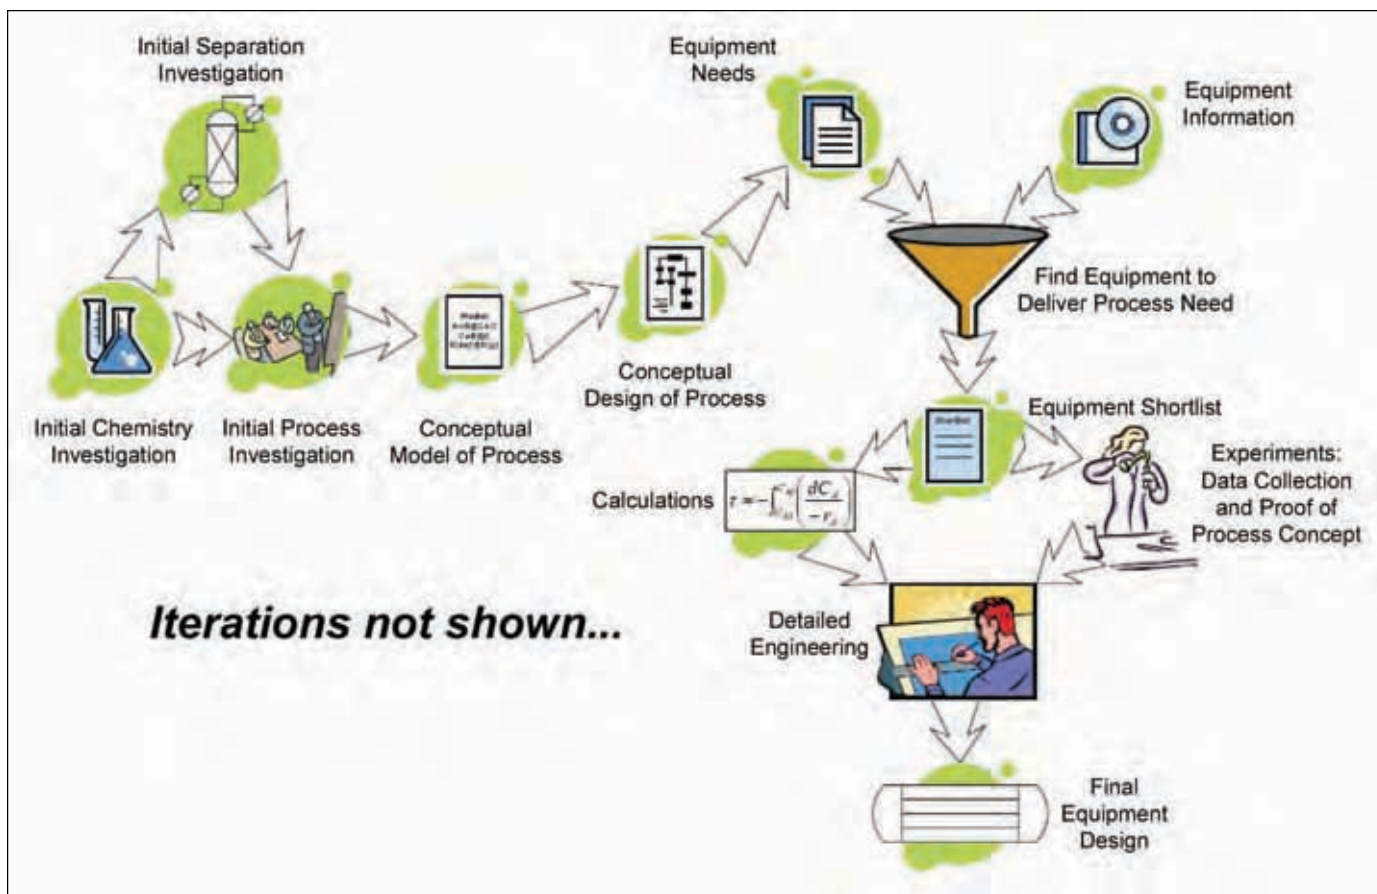 Initial Separation
Investigation
Equipment
Needs
Equipment
Information
Find Equipment to
Deliver Process Need
Conceptual
Design of Process
Initial Chemistry
Investigation
Initial Process
Investigation
Conceptual
Model of Process
Equipment Shortlist
Shortlist
Model
Calculations
Experiments:
Data Collection
and Proof of
Process Concept
Iterations not shown...
Detailed
Engineering
Final
Equipment
Design